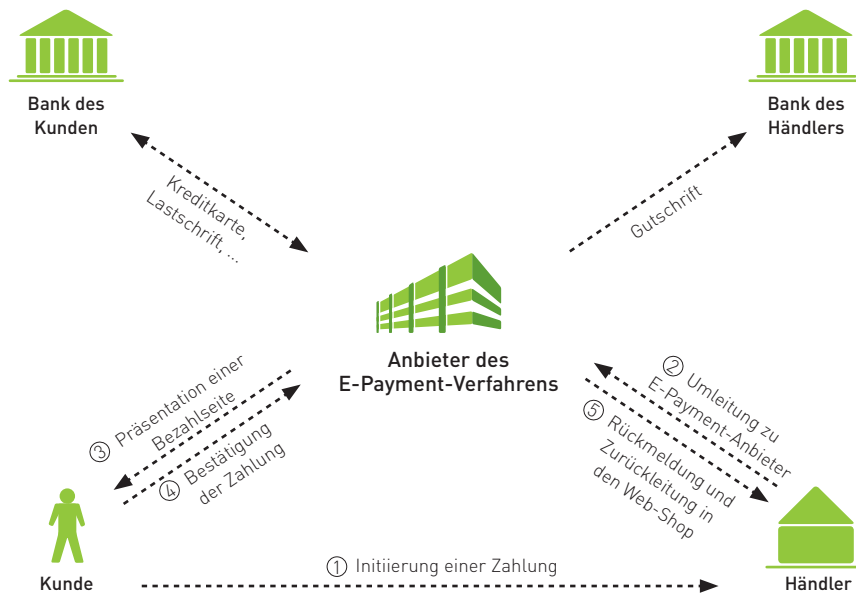 Bank des
Kunden
Bank des
Händlers
Kreditkarte,
Lastschrift, ...
Gutschrift
Anbieter des
E-Payment-Verfahrens
③ Präsentation einer
Bezahlseite
④ Bestätigung
der Zahlung
② Umleitung zu
E-Payment-Anbieter
⑤ Rückmeldung und
Zurückleitung in
den Web-Shop
Kunde
① Initiierung einer Zahlung
Händler